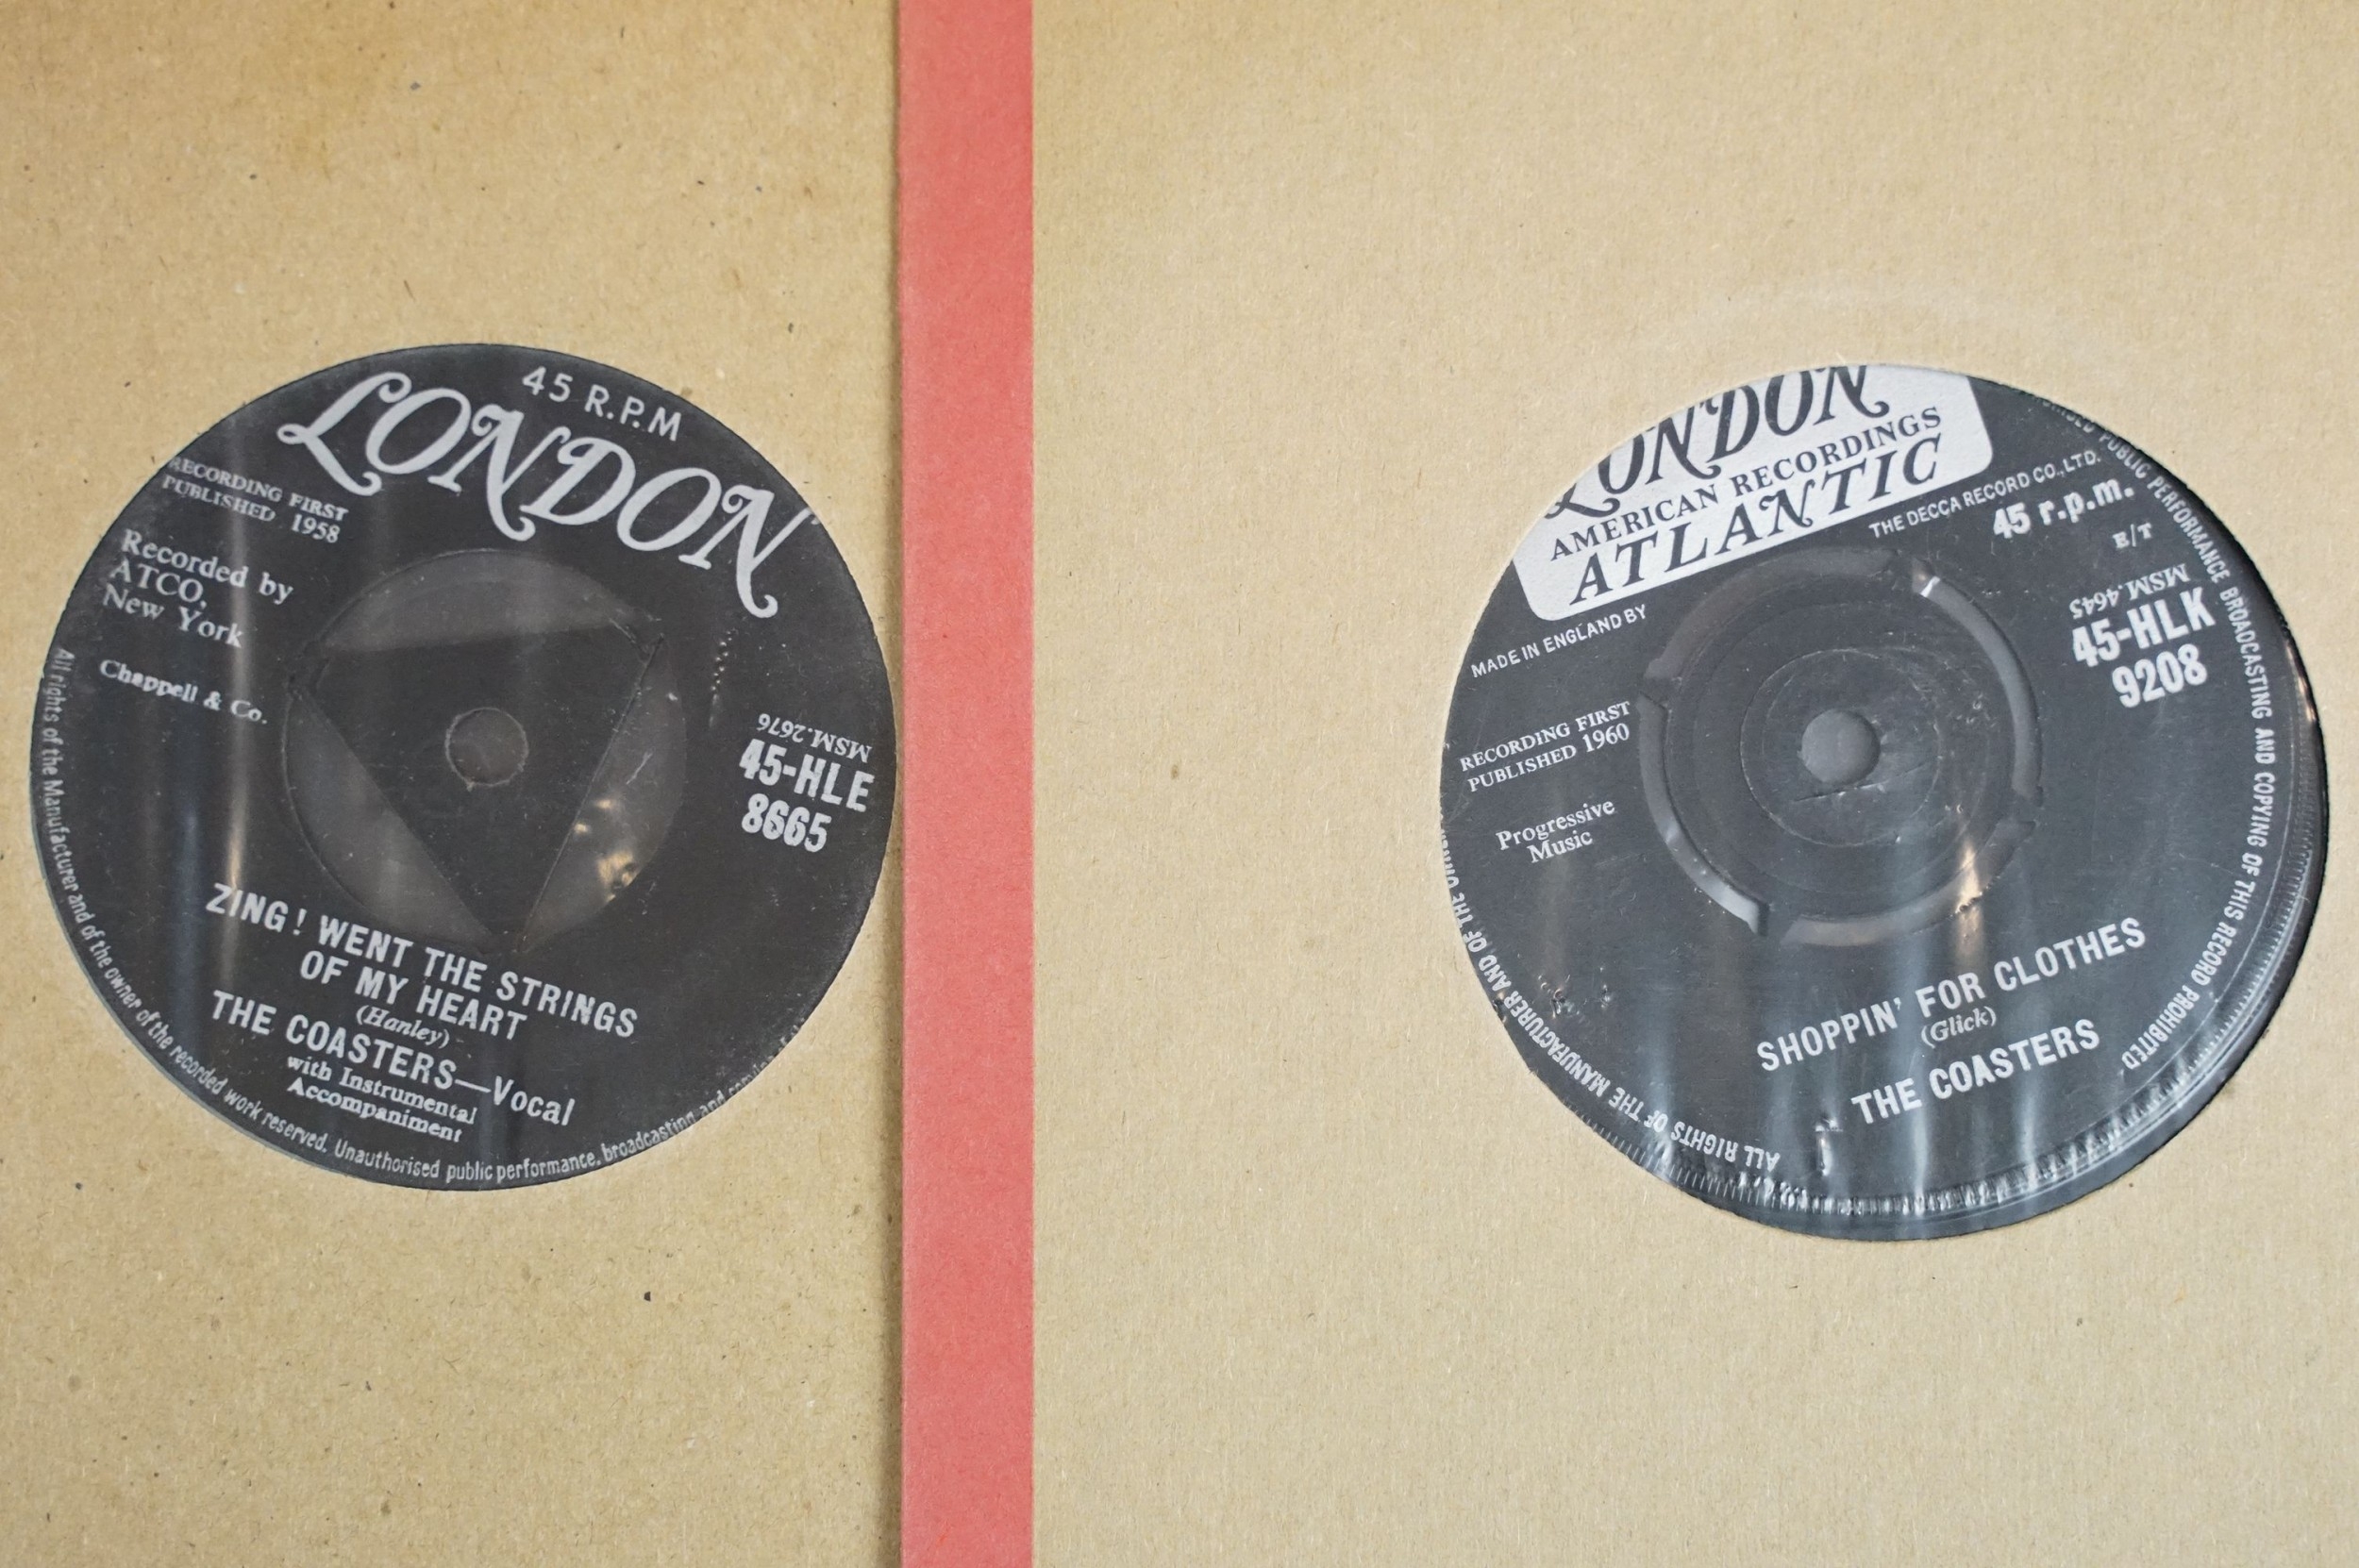 45 R.P.M
LONDON
RECORDING FIRST
PUBLISHED 1958
Recorded by
ATCO,
New York
Chappell & Co.
MSM.2676
45-HLE
8665
ZING! WENT THE STRINGS
OF MY HEART
(Hanley)
THE COASTERS—Vocal
with Instrumental
Accompaniment
All rights of the Manufacturer and of the owner of the recorded work reserved. Unauthorised public performance, broadcasting and
LONDON
AMERICAN RECORDINGS
ATLANTIC
MADE IN ENGLAND BY
THE DECCA RECORD CO., LTD.
45 r.p.m.
E/T
MSM.4645
45-HLK
9208
RECORDING FIRST
PUBLISHED 1960
Progressive
Music
SHOPPIN' FOR CLOTHES
(Glick)
THE COASTERS
ALL RIGHTS OF THE MANUFACTURER AND OF THE
PUBLIC PERFORMANCE BROADCASTING AND COPYING OF THIS RECORD PROHIBITED